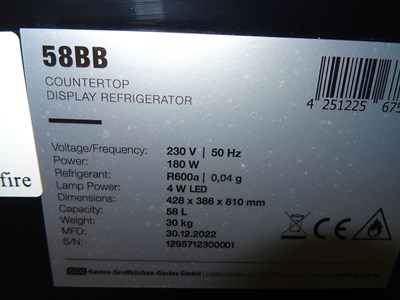 58BB
COUNTERTOP
DISPLAY REFRIGERATOR
4 251225 675
fire
Voltage/Frequency: 230 V | 50 Hz
Power: 180 W
Refrigerant: R600a | 0,04 g
Lamp Power: 4 W LED
Dimensions: 428 x 386 x 810 mm
Capacity: 58 L
Weight: 30 kg
MFD: 30.12.2022
S/N: 1295712300001
GGG Gastro-Großküchen-Geräte GmbH